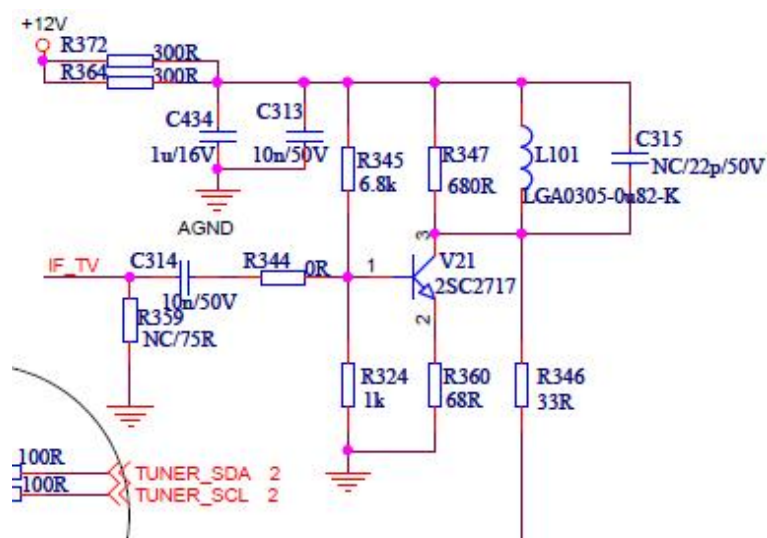 +12V
R372
300R
R364
300R
C434
1u/16V
C313
10n/50V
R345
6.8k
R347
680R
L101
LGA0305-0u82-K
C315
NC/22p/50V
AGND
IF_TV
C314
10n/50V
R344
0R
1
3
V21
2SC2717
2
R359
NC/75R
R324
1k
R360
68R
R346
33R
100R
TUNER_SDA 2
100R
TUNER_SCL 2